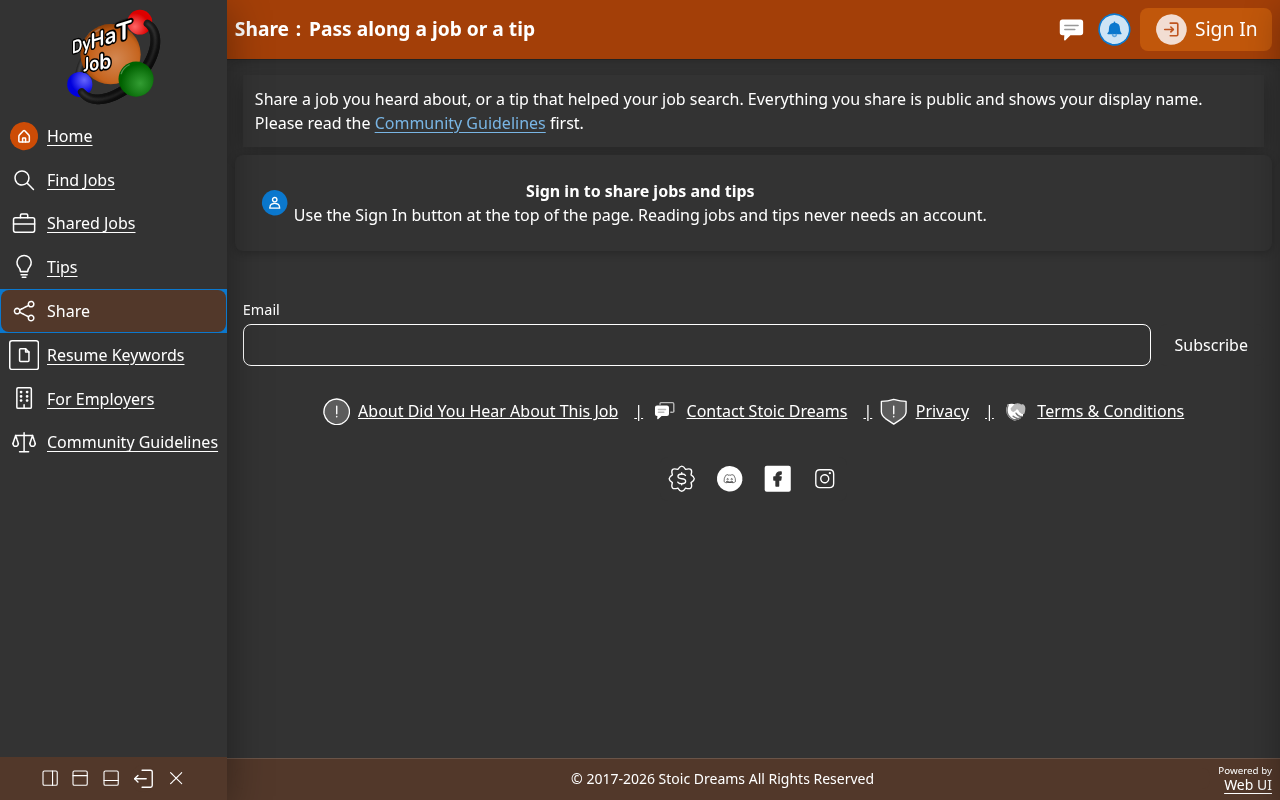 DyHaT
Job
Home
Find Jobs
Shared Jobs
Tips
Share
Resume Keywords
For Employers
Community Guidelines
Share : Pass along a job or a tip
Sign In
Share a job you heard about, or a tip that helped your job search. Everything you share is public and shows your display name.
Please read the Community Guidelines first.
Sign in to share jobs and tips
Use the Sign In button at the top of the page. Reading jobs and tips never needs an account.
Email
Subscribe
About Did You Hear About This Job | Contact Stoic Dreams | Privacy | Terms & Conditions
© 2017-2026 Stoic Dreams All Rights Reserved
Powered by
Web UI